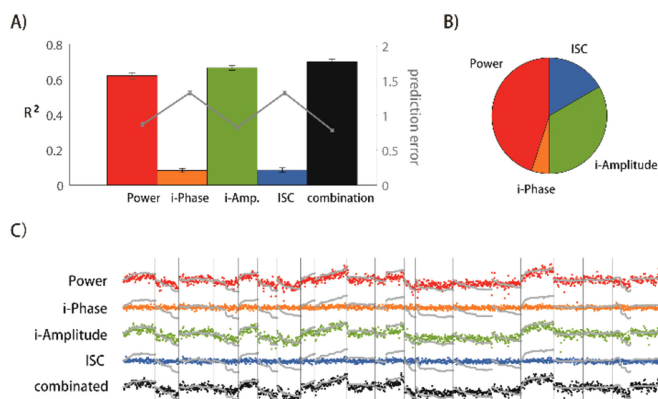 A)
0.8
0.6
0.4
0.2
0
R²
2
1.5
1
0.5
0
prediction error
Power i-Phase i-Amp. ISC combination
B)
Power
ISC
i-Amplitude
i-Phase
C)
Power
i-Phase
i-Amplitude
ISC
combined